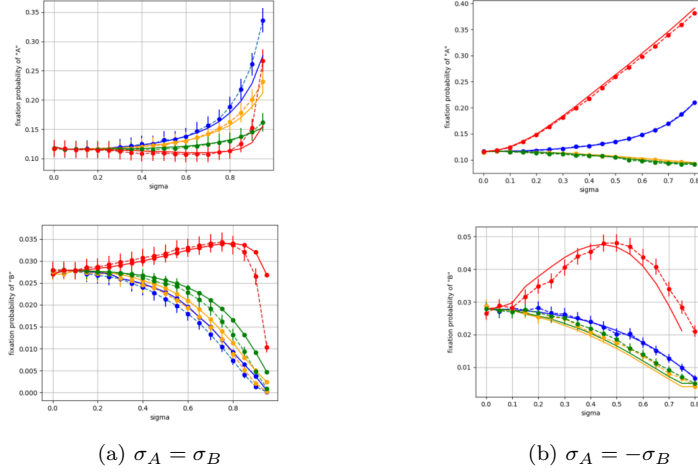 0.35
0.30
0.25
0.20
0.15
0.10
fixation probability of "A"
0.0 0.2 0.4 0.6 0.8
sigma
0.40
0.35
0.30
0.25
0.20
0.15
0.10
fixation probability of "A"
0.0 0.1 0.2 0.3 0.4 0.5 0.6 0.7 0.8
sigma
0.035
0.030
0.025
0.020
0.015
0.010
0.005
0.000
fixation probability of "B"
0.0 0.2 0.4 0.6 0.8
sigma
0.05
0.04
0.03
0.02
0.01
fixation probability of "B"
0.0 0.1 0.2 0.3 0.4 0.5 0.6 0.7 0.8
sigma
(a) σ_A = σ_B
(b) σ_A = −σ_B